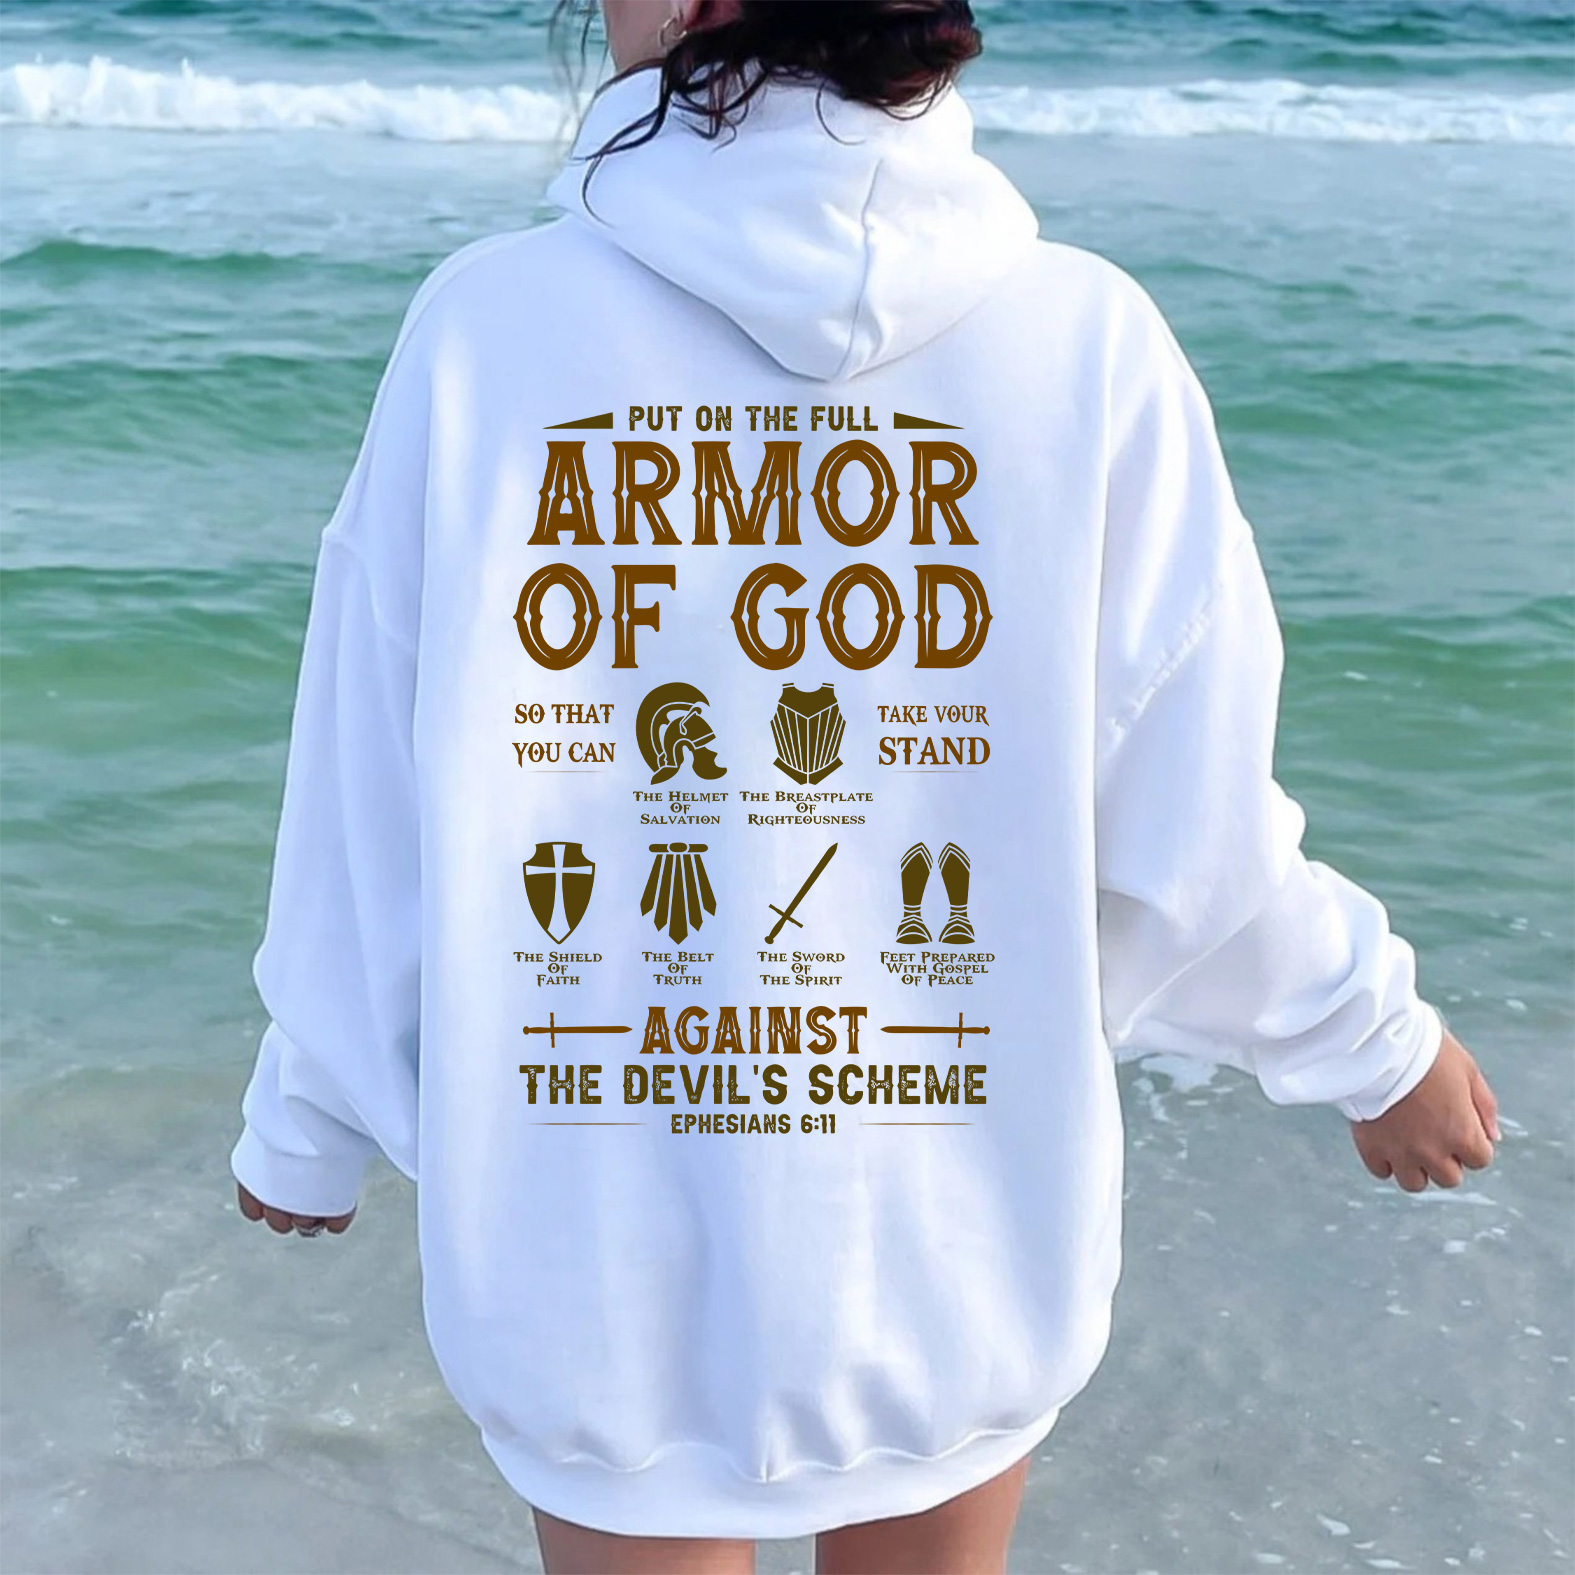 PUT ON THE FULL
ARMOR
OF GOD
SO THAT
YOU CAN
TAKE YOUR
STAND
The Helmet
Of
Salvation
The Breastplate
Of
Righteousness
The Shield
Of
Faith
The Belt
Of
Truth
The Sword
Of
The Spirit
Feet Prepared
With Gospel
Of Peace
AGAINST
THE DEVIL'S SCHEME
EPHESIANS 6:11